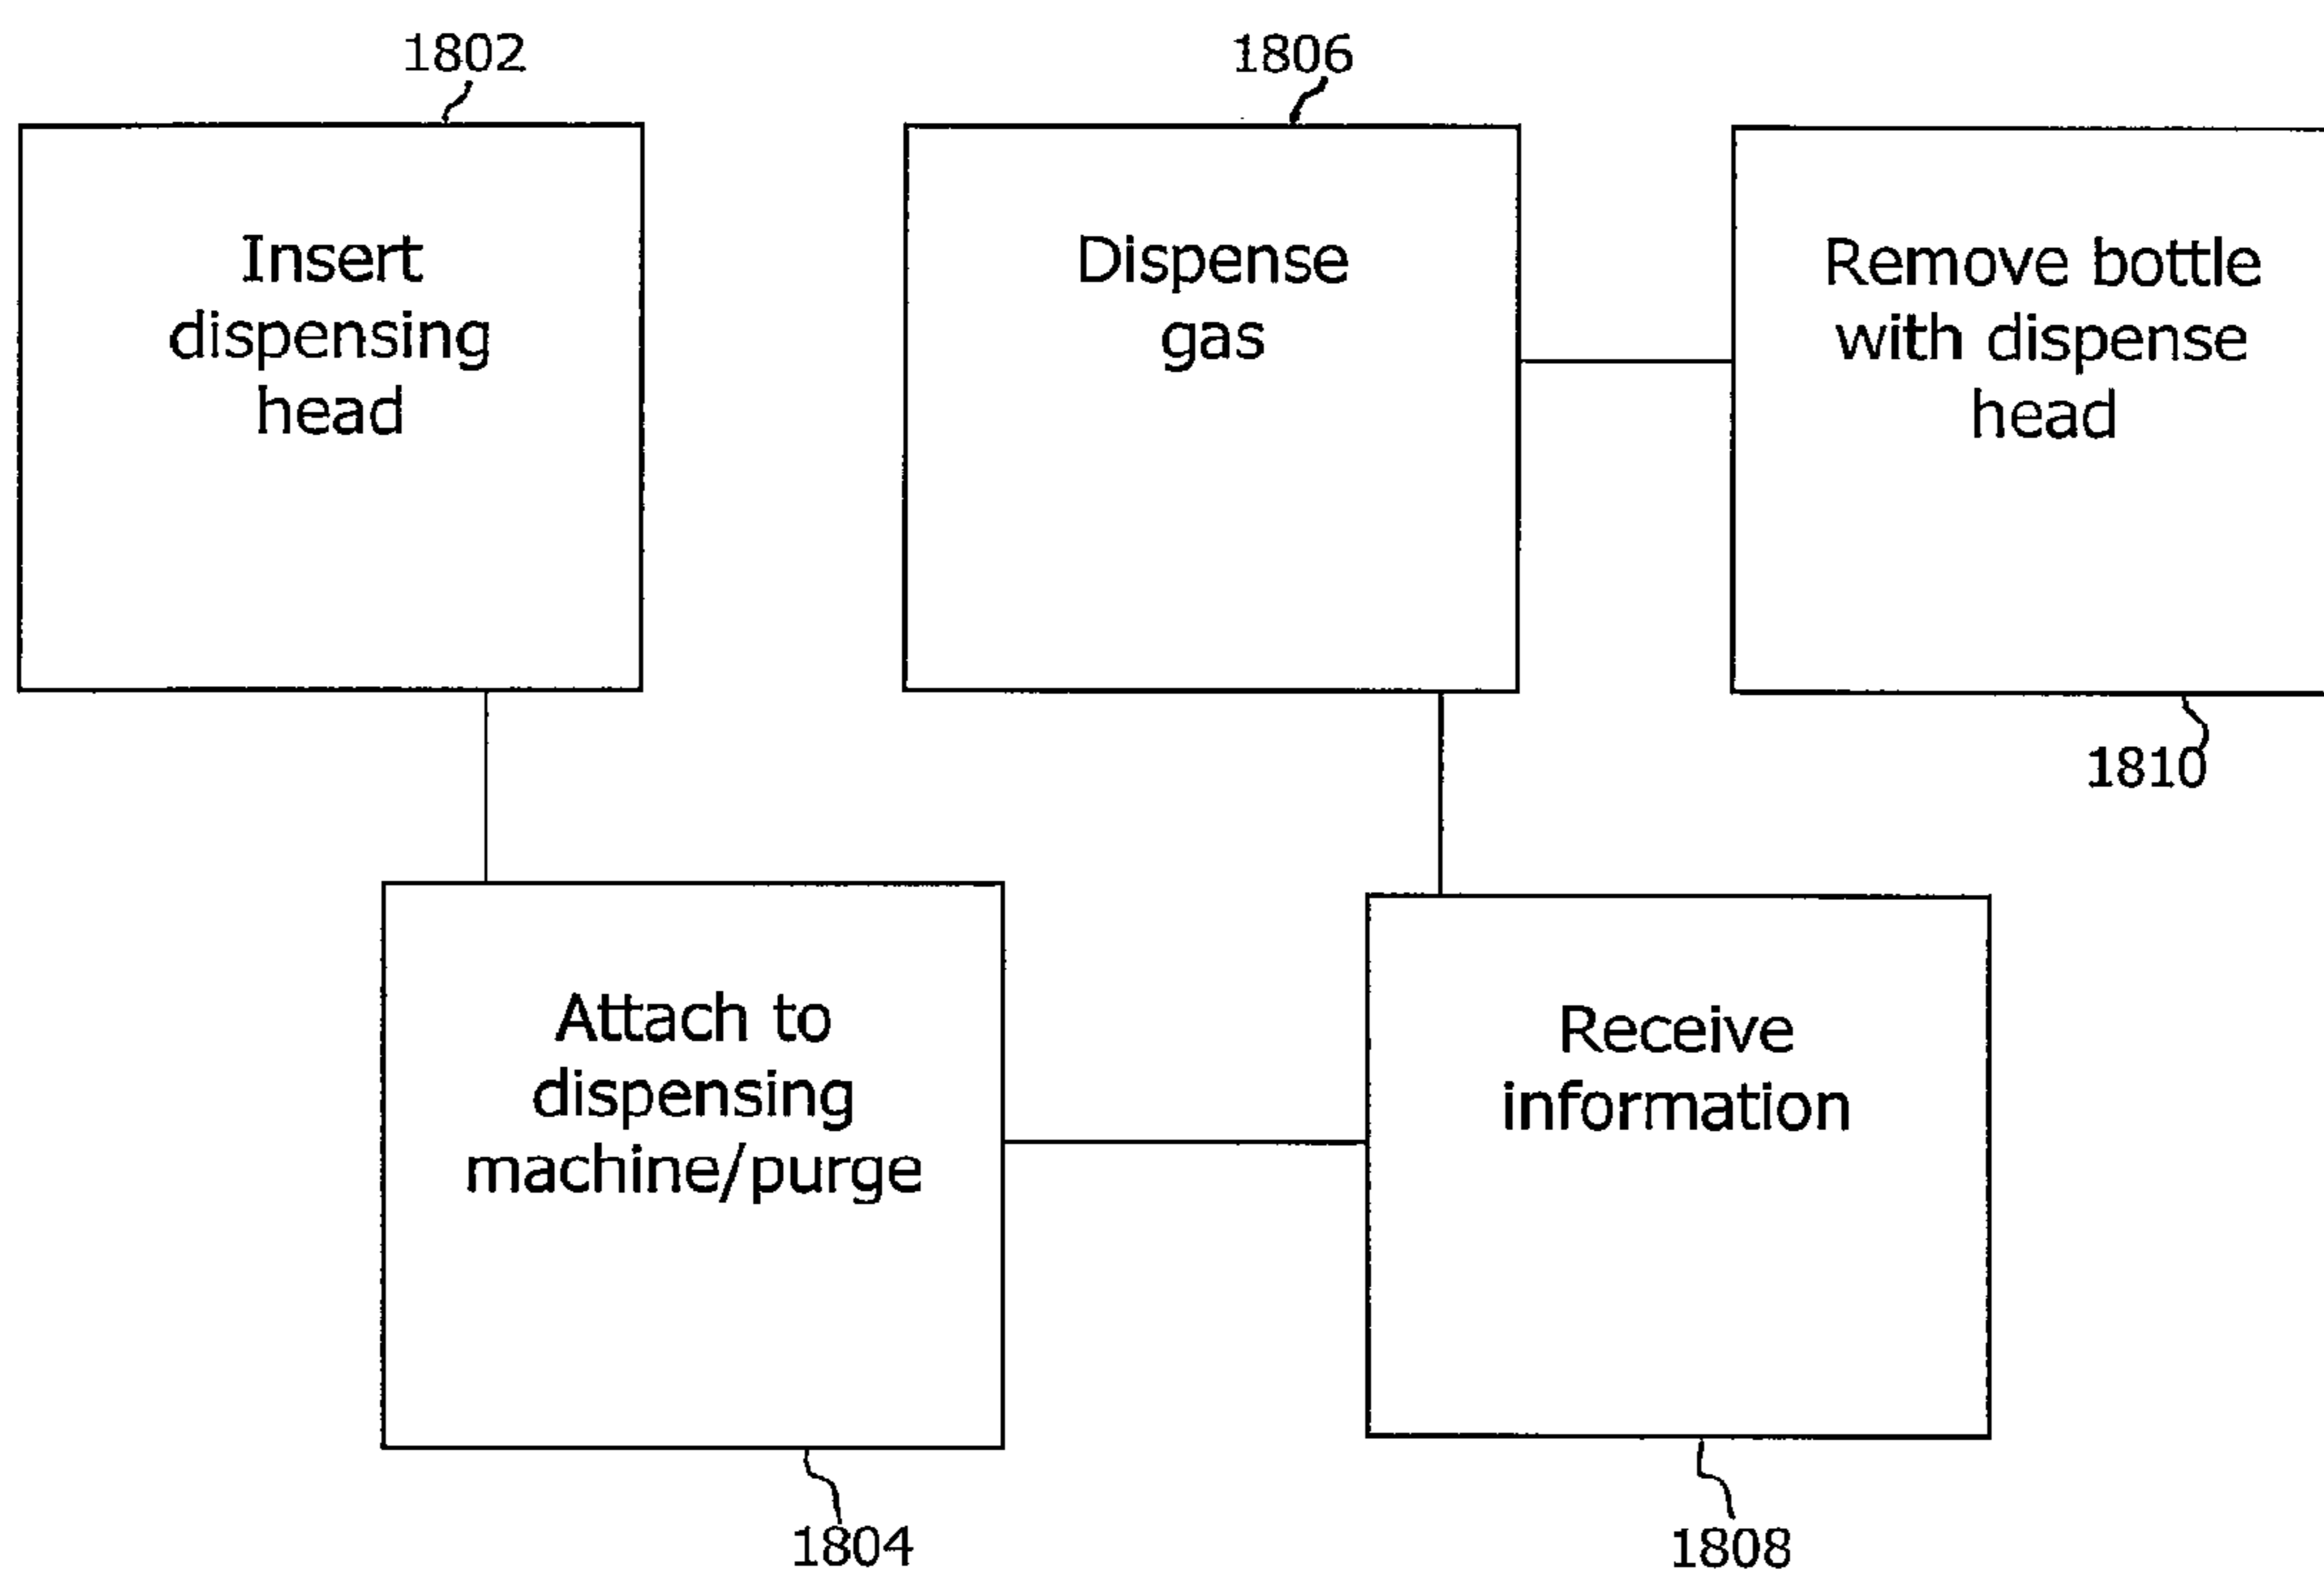 1802
Insert
dispensing
head
1806
Dispense
gas
Remove bottle
with dispense
head
1810
Attach to
dispensing
machine/purge
1804
Receive
information
1808